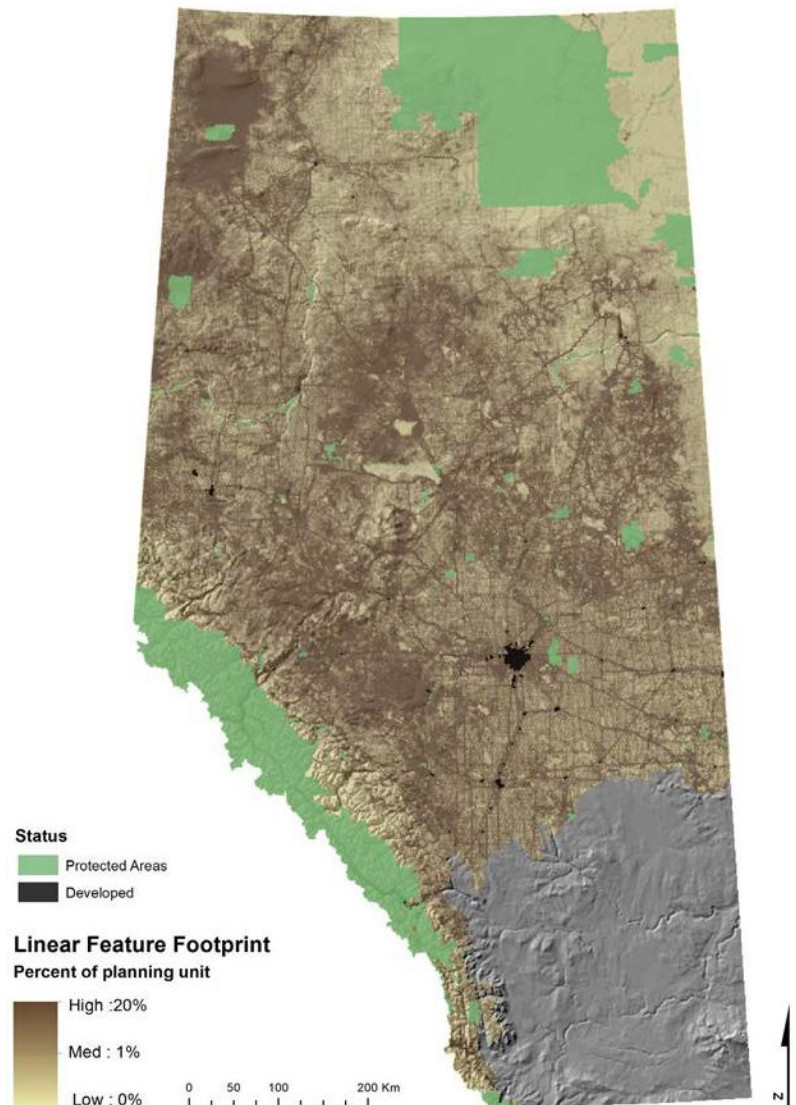 Status
Protected Areas
Developed
Linear Feature Footprint
Percent of planning unit
High :20%
Med : 1%
Low : 0%
0 50 100 200 Km
N